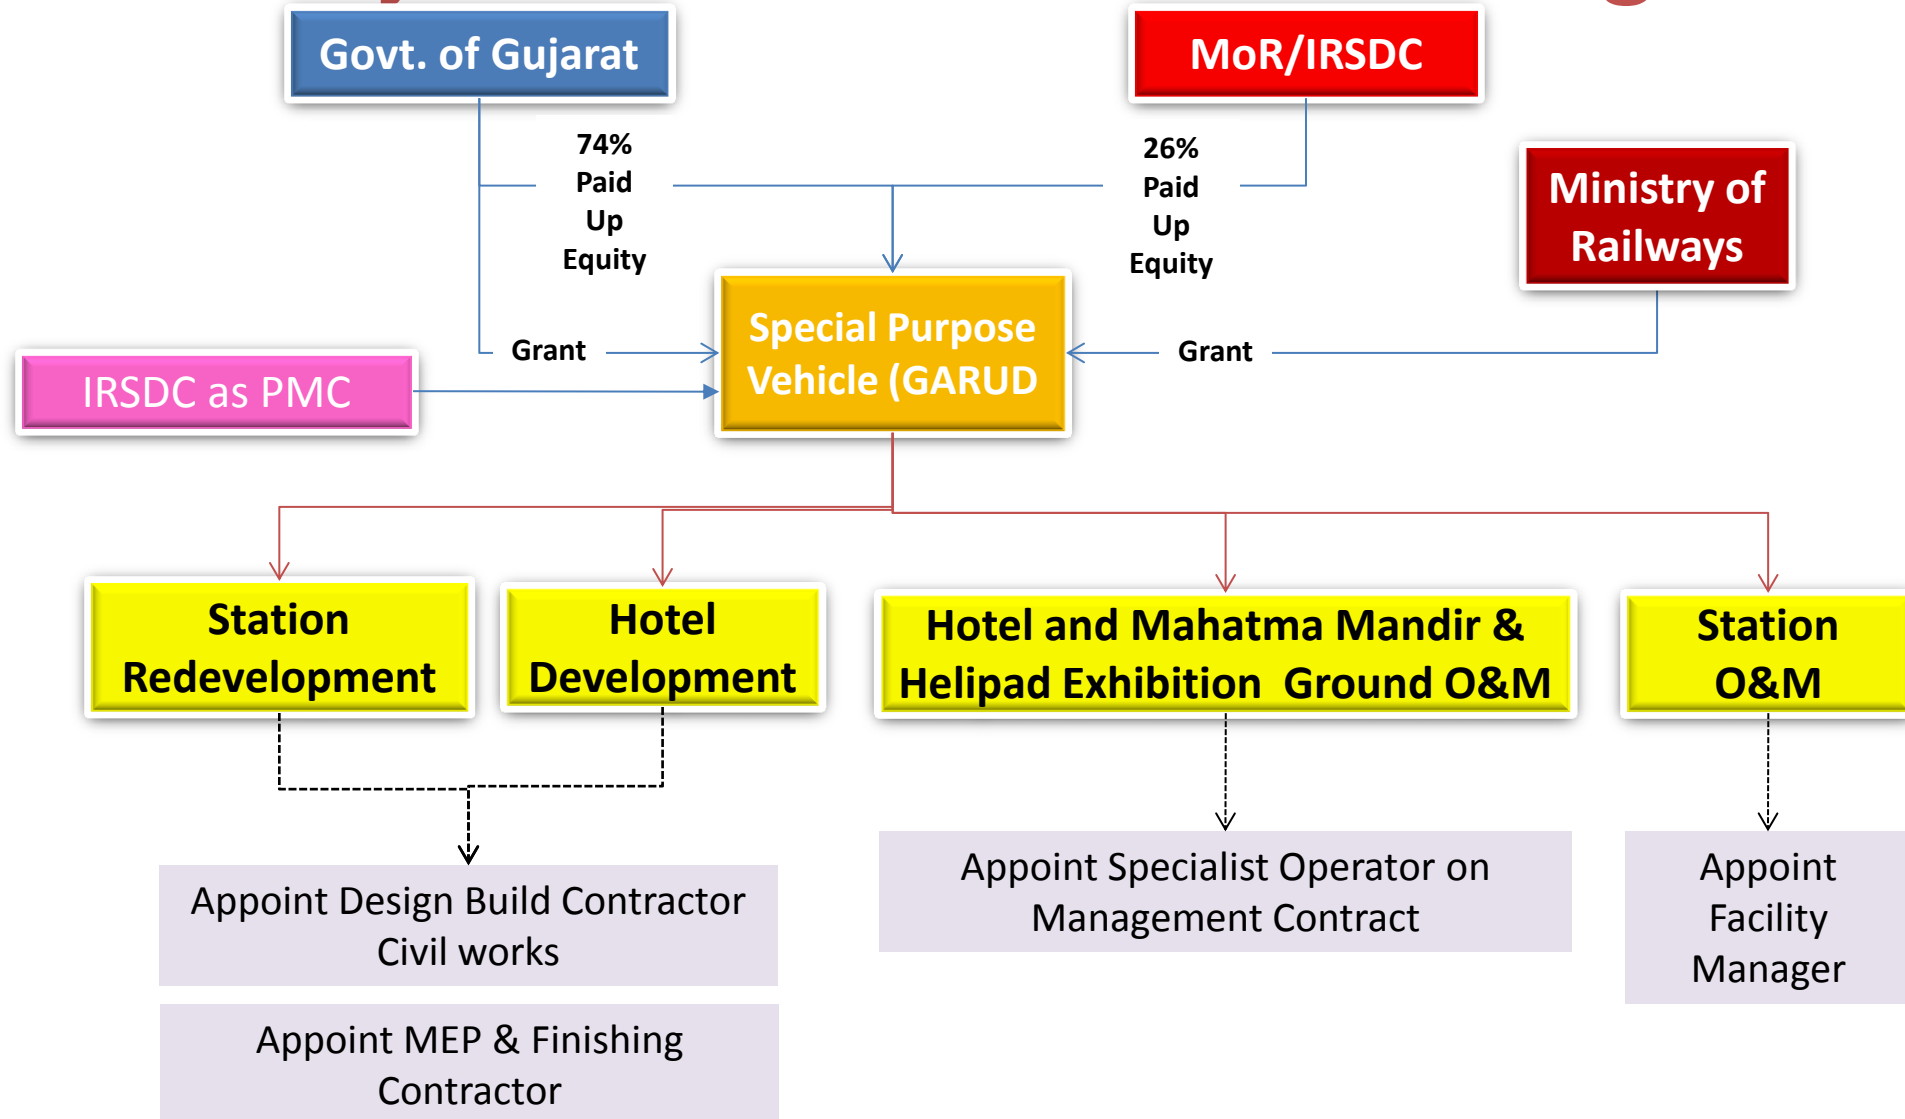 Govt. of Gujarat
MoR/IRSDC
74%
Paid
Up
Equity
26%
Paid
Up
Equity
Ministry of
Railways
Special Purpose
Vehicle (GARUD
Grant
Grant
IRSDC as PMC
Station
Redevelopment
Hotel
Development
Hotel and Mahatma Mandir &
Helipad Exhibition Ground O&M
Station
O&M
Appoint Design Build Contractor
Civil works
Appoint Specialist Operator on
Management Contract
Appoint
Facility
Manager
Appoint MEP & Finishing
Contractor